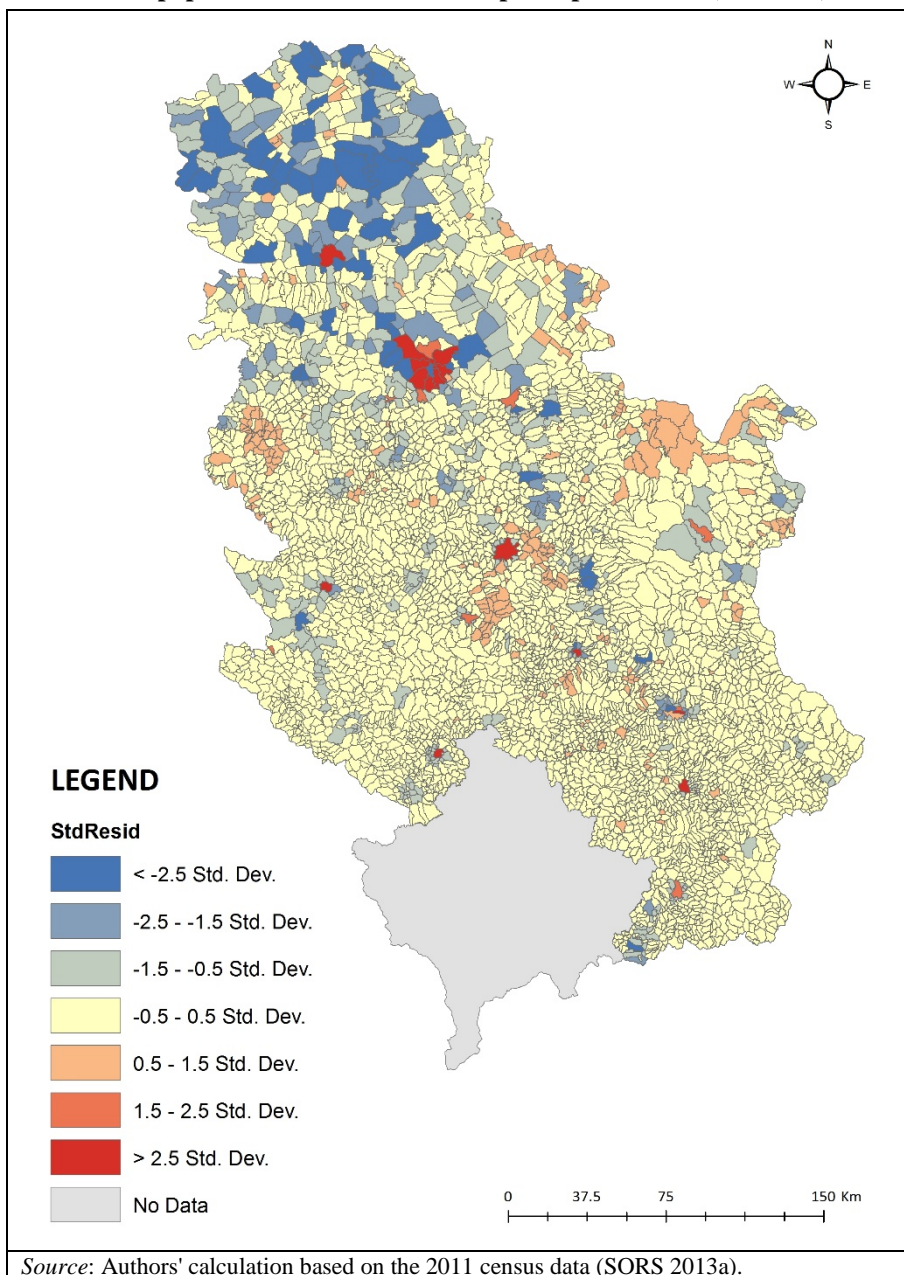 N
W E
S
LEGEND
StdResid
< -2.5 Std. Dev.
-2.5 - -1.5 Std. Dev.
-1.5 - -0.5 Std. Dev.
-0.5 - 0.5 Std. Dev.
0.5 - 1.5 Std. Dev.
1.5 - 2.5 Std. Dev.
> 2.5 Std. Dev.
No Data
0 37.5 75 150 Km
Source: Authors' calculation based on the 2011 census data (SORS 2013a).